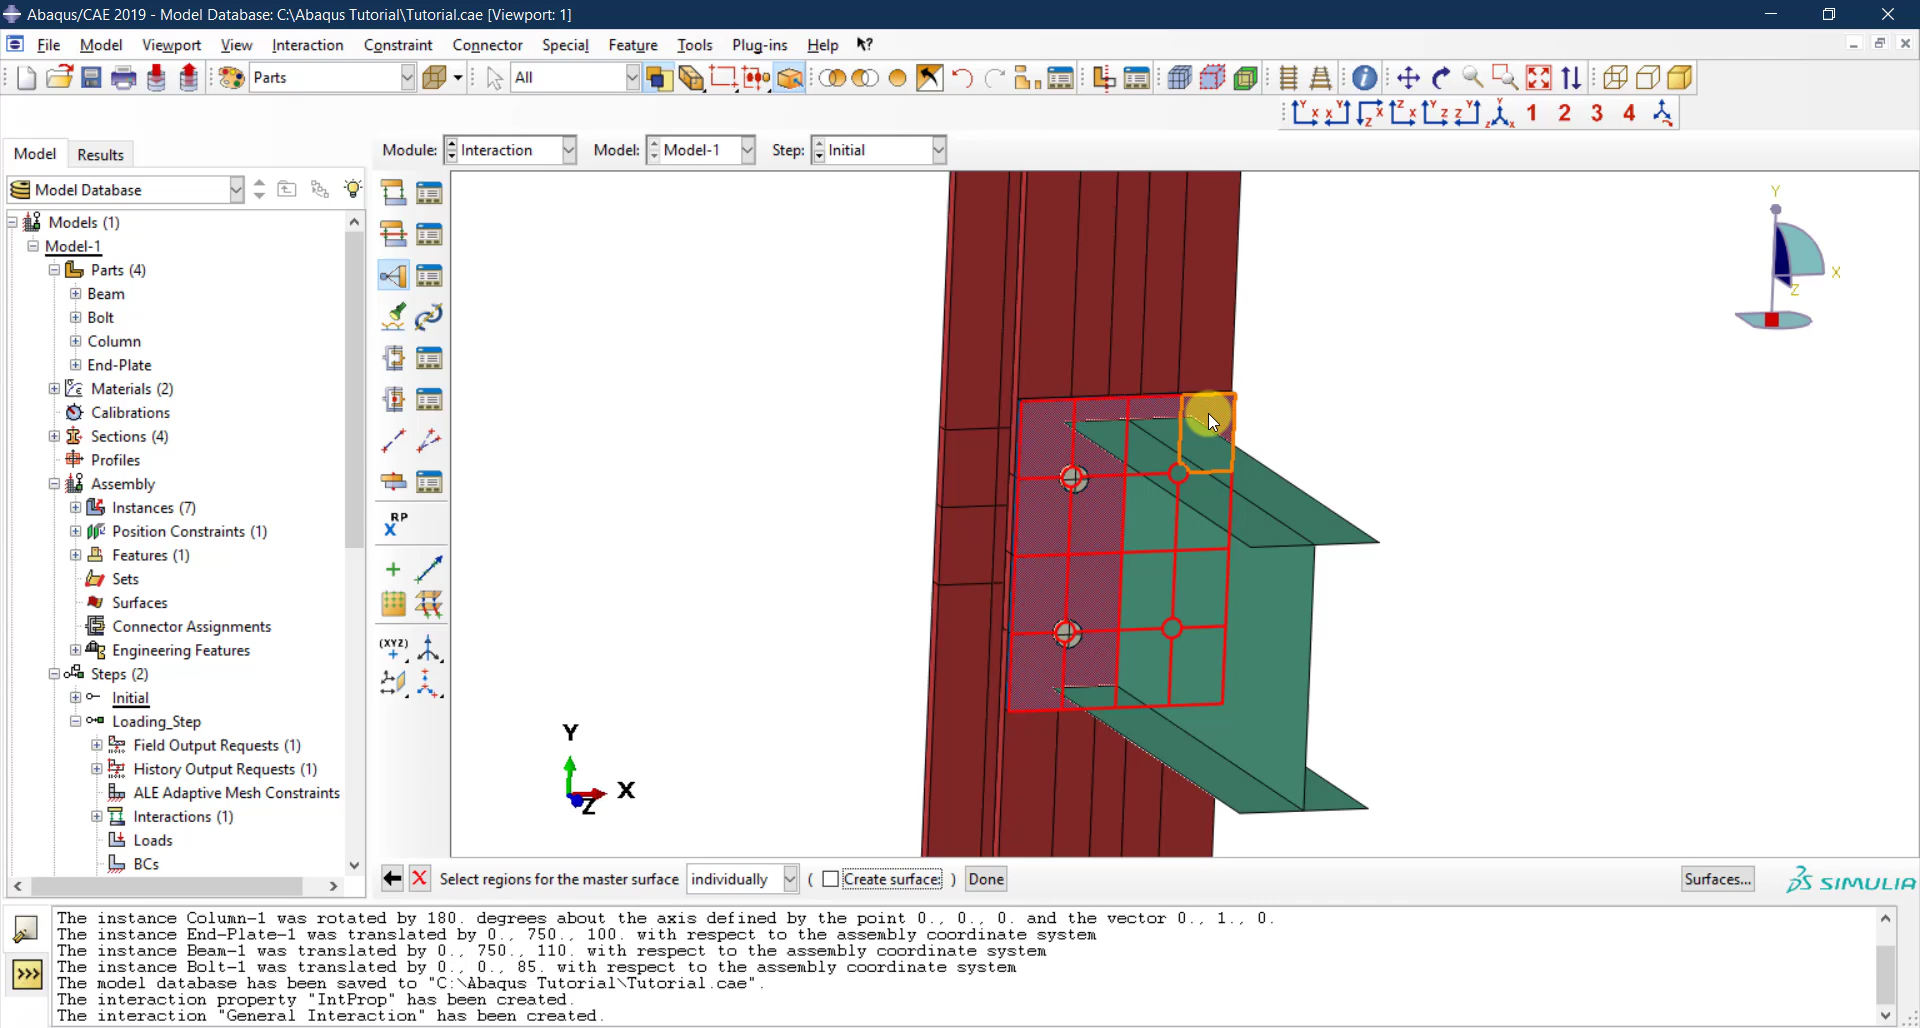 Abaqus/CAE 2019 - Model Database: C:\Abaqus Tutorial\Tutorial.cae [Viewport: 1]
File Model Viewport View Interaction Constraint Connector Special Feature Tools Plug-ins Help
Parts All
1 2 3 4
Model Results
Module: Interaction Model: Model-1 Step: Initial
Model Database
Models (1)
Model-1
Parts (4)
Beam
Bolt
Column
End-Plate
Materials (2)
Calibrations
Sections (4)
Profiles
Assembly
Instances (7)
Position Constraints (1)
Features (1)
Sets
Surfaces
Connector Assignments
Engineering Features
Steps (2)
Initial
Loading_Step
Field Output Requests (1)
History Output Requests (1)
ALE Adaptive Mesh Constraints
Interactions (1)
Loads
BCs
RP
(XYZ)
Y
X
Z
Y
X
Z
Select regions for the master surface individually ( Create surface: ) Done Surfaces...
SIMULIA
The instance Column-1 was rotated by 180. degrees about the axis defined by the point 0., 0., 0. and the vector 0., 1., 0.
The instance End-Plate-1 was translated by 0., 750., 100. with respect to the assembly coordinate system
The instance Beam-1 was translated by 0., 750., 110. with respect to the assembly coordinate system
The instance Bolt-1 was translated by 0., 0., 85. with respect to the assembly coordinate system
The model database has been saved to "C:\Abaqus Tutorial\Tutorial.cae".
The interaction property "IntProp" has been created.
The interaction "General Interaction" has been created.